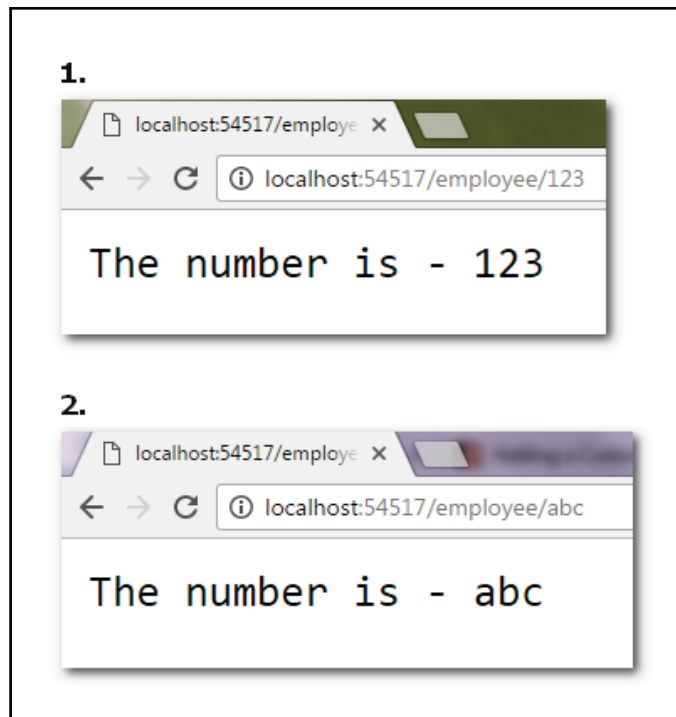 1.
localhost:54517/employe
localhost:54517/employee/123
The number is - 123
2.
localhost:54517/employe
localhost:54517/employee/abc
The number is - abc